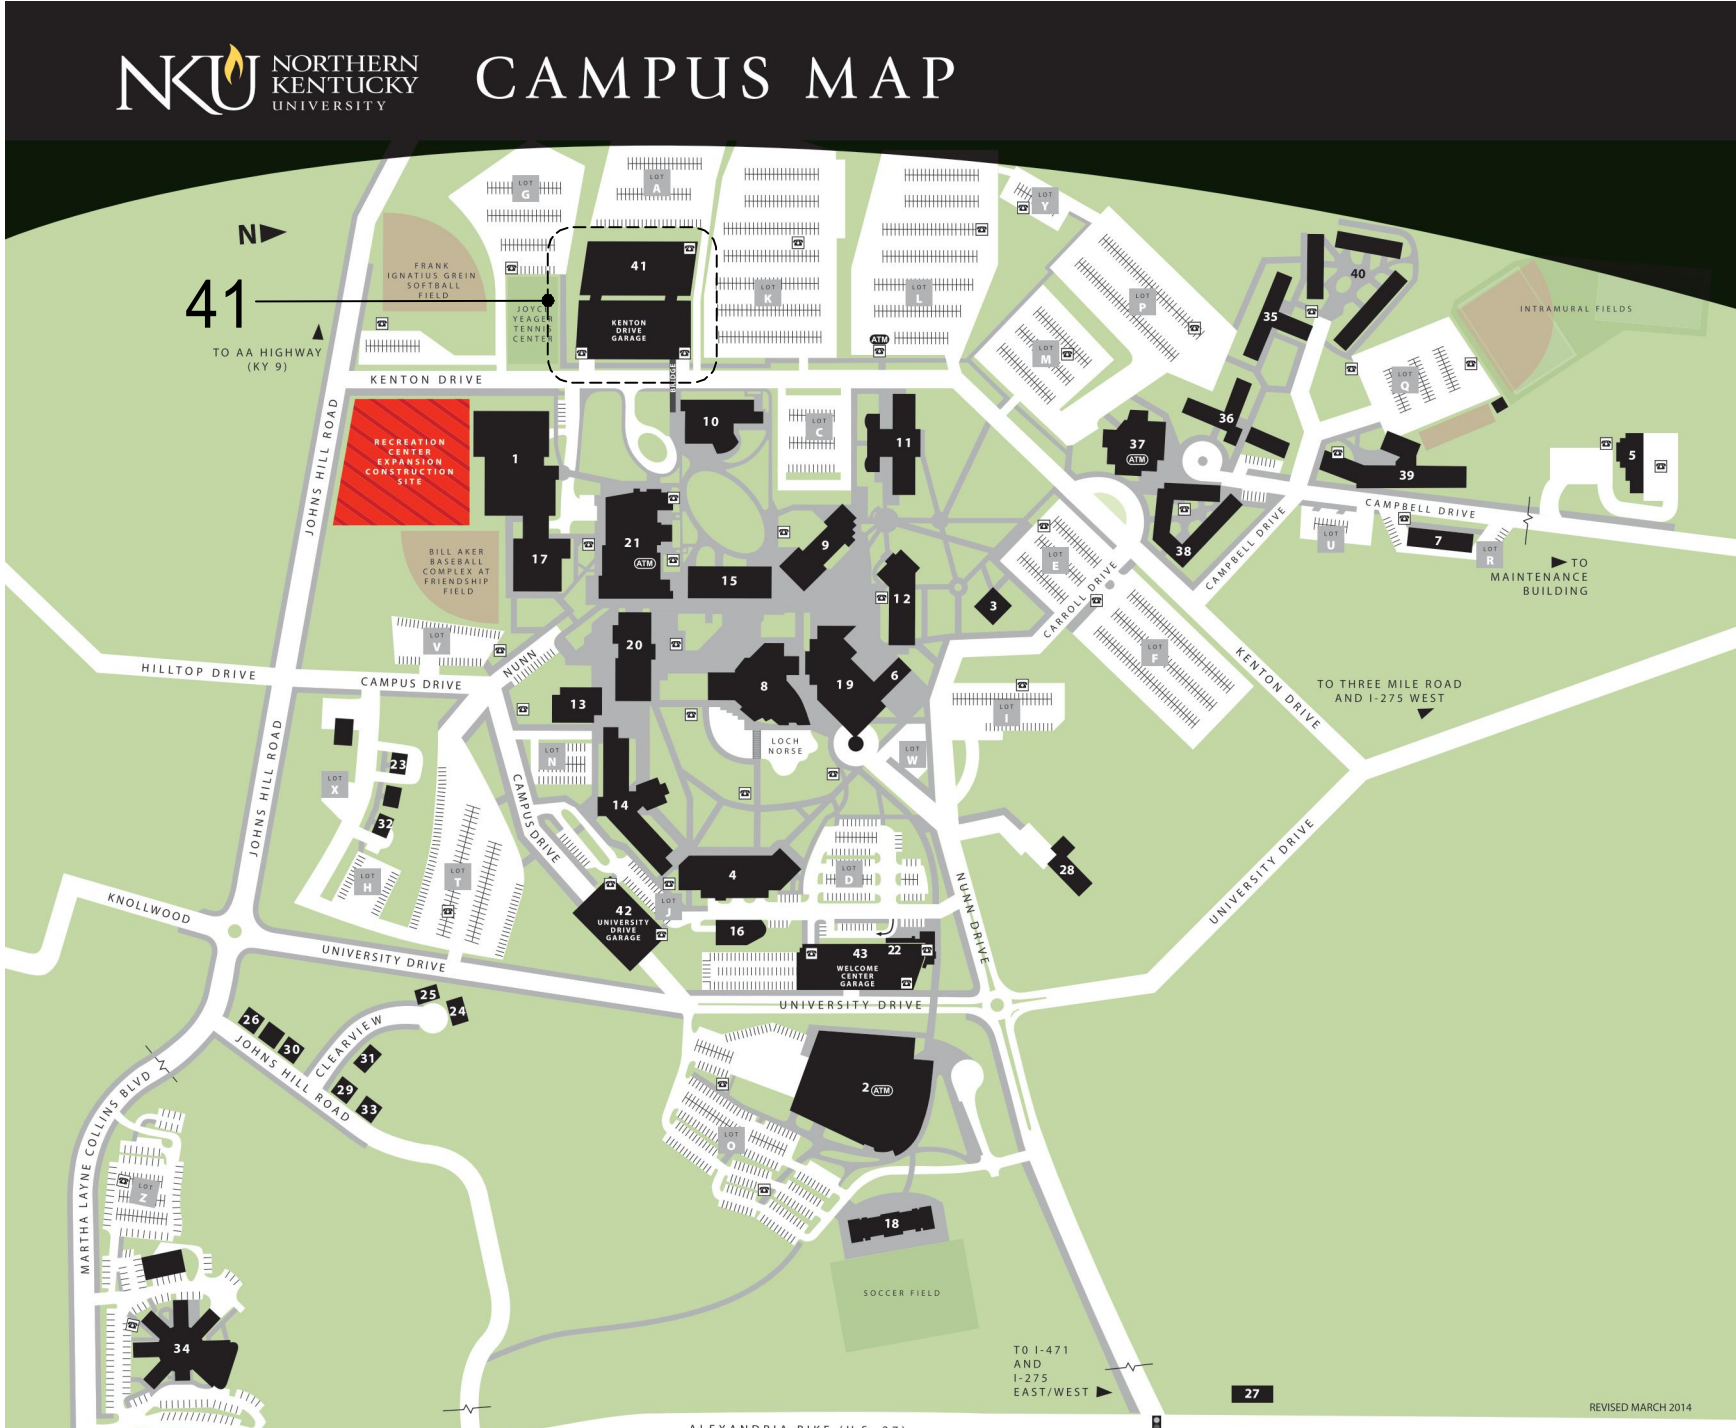 NKU
NORTHERN
KENTUCKY
UNIVERSITY
CAMPUS MAP
N
41
TO AA HIGHWAY
(KY 9)
FRANK
IGNATIUS GREIN
SOFTBALL
FIELD
JOYCE
YEAGER
TENNIS
CENTER
LOT
G
LOT
A
41
KENTON
DRIVE
GARAGE
LOT
K
LOT
L
ATM
LOT
Y
LOT
P
LOT
M
35
40
INTRAMURAL FIELDS
LOT
Q
KENTON DRIVE
BRIDGE
JOHNS HILL ROAD
RECREATION
CENTER
EXPANSION
CONSTRUCTION
SITE
1
10
LOT
C
11
36
37
ATM
39
5
CAMPBELL DRIVE
7
LOT
U
LOT
R
TO
MAINTENANCE
BUILDING
38
CAMPBELL DRIVE
BILL AKER
BASEBALL
COMPLEX AT
FRIENDSHIP
FIELD
17
21
ATM
15
9
12
3
LOT
E
CARROLL DRIVE
LOT
F
KENTON DRIVE
TO THREE MILE ROAD
AND I-275 WEST
LOT
V
NUNN
HILLTOP DRIVE
CAMPUS DRIVE
20
13
8
19
6
LOT
I
LOT
W
LOCH
NORSE
LOT
N
CAMPUS DRIVE
JOHNS HILL ROAD
LOT
X
23
32
LOT
H
LOT
T
14
4
LOT
D
LOT
J
28
NUNN DRIVE
UNIVERSITY DRIVE
KNOLLWOOD
42
UNIVERSITY
DRIVE
GARAGE
16
43
22
WELCOME
CENTER
GARAGE
UNIVERSITY DRIVE
UNIVERSITY DRIVE
25
24
26
30
CLEARVIEW
31
29
33
JOHNS HILL ROAD
2
ATM
LOT
O
MARTHA LAYNE COLLINS BLVD
LOT
Z
34
18
SOCCER FIELD
TO I-471
AND
I-275
EAST/WEST
27
REVISED MARCH 2014
ALEXANDRIA PIKE (U.S. 27)